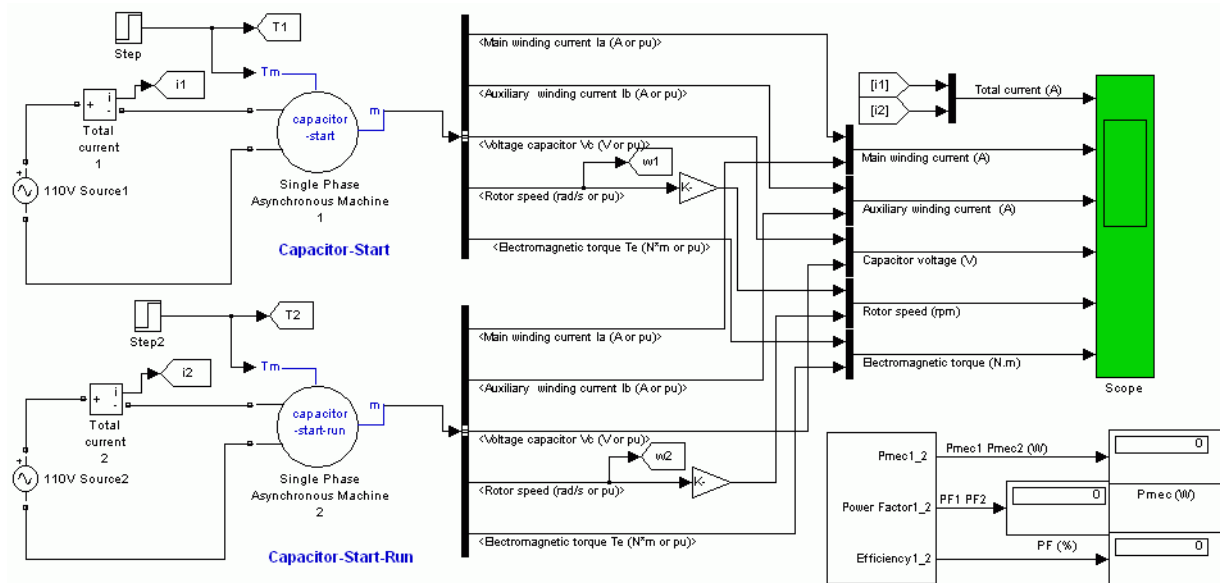 T1
Step
<Main winding current Ia (A or pu)>
Tm
i1
+ i -
Total current 1
<Auxiliary winding current Ib (A or pu)>
[i1]
[i2]
Total current (A)
capacitor
-start
m
<Voltage capacitor Vc (V or pu)>
w1
Main winding current (A)
+
110V Source1
Single Phase
Asynchronous Machine
1
<Rotor speed (rad/s or pu)>
K-
Auxiliary winding current (A)
Capacitor-Start
<Electromagnetic torque Te (N*m or pu)>
Capacitor voltage (V)
Rotor speed (rpm)
Electromagnetic torque (N.m)
Scope
T2
Step2
<Main winding current Ia (A or pu)>
Tm
i2
+ i -
Total
current
2
<Auxiliary winding current Ib (A or pu)>
capacitor
-start-run
m
<Voltage capacitor Vc (V or pu)>
w2
+
110V Source2
Single Phase
Asynchronous Machine
2
<Rotor speed (rad/s or pu)>
K-
Capacitor-Start-Run
<Electromagnetic torque Te (N*m or pu)>
Pmec1_2
Pmec1 Pmec2 (W)
0
Pmec (W)
Power Factor1_2
PF1 PF2
0
PF (%)
Efficiency1_2
0